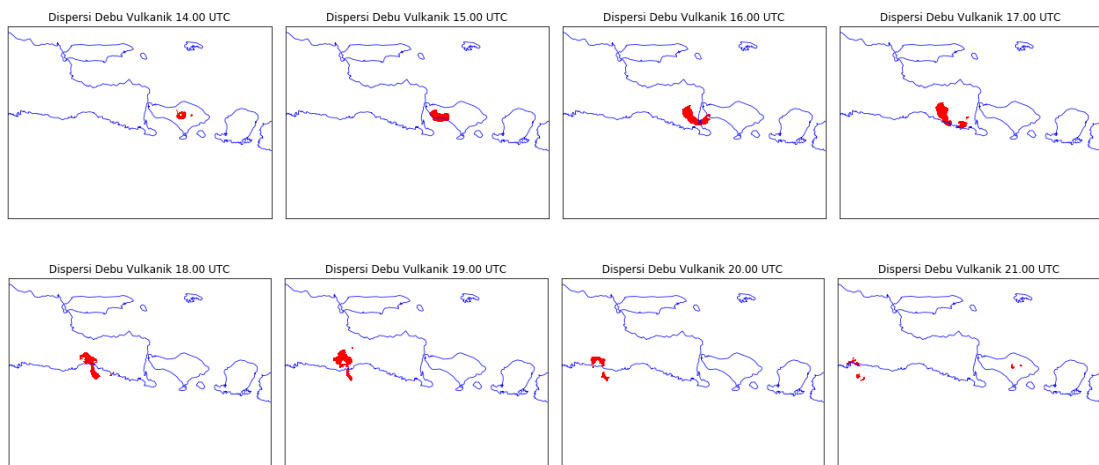 Dispersi Debu Vulkanik 14.00 UTC
Dispersi Debu Vulkanik 15.00 UTC
Dispersi Debu Vulkanik 16.00 UTC
Dispersi Debu Vulkanik 17.00 UTC
Dispersi Debu Vulkanik 18.00 UTC
Dispersi Debu Vulkanik 19.00 UTC
Dispersi Debu Vulkanik 20.00 UTC
Dispersi Debu Vulkanik 21.00 UTC